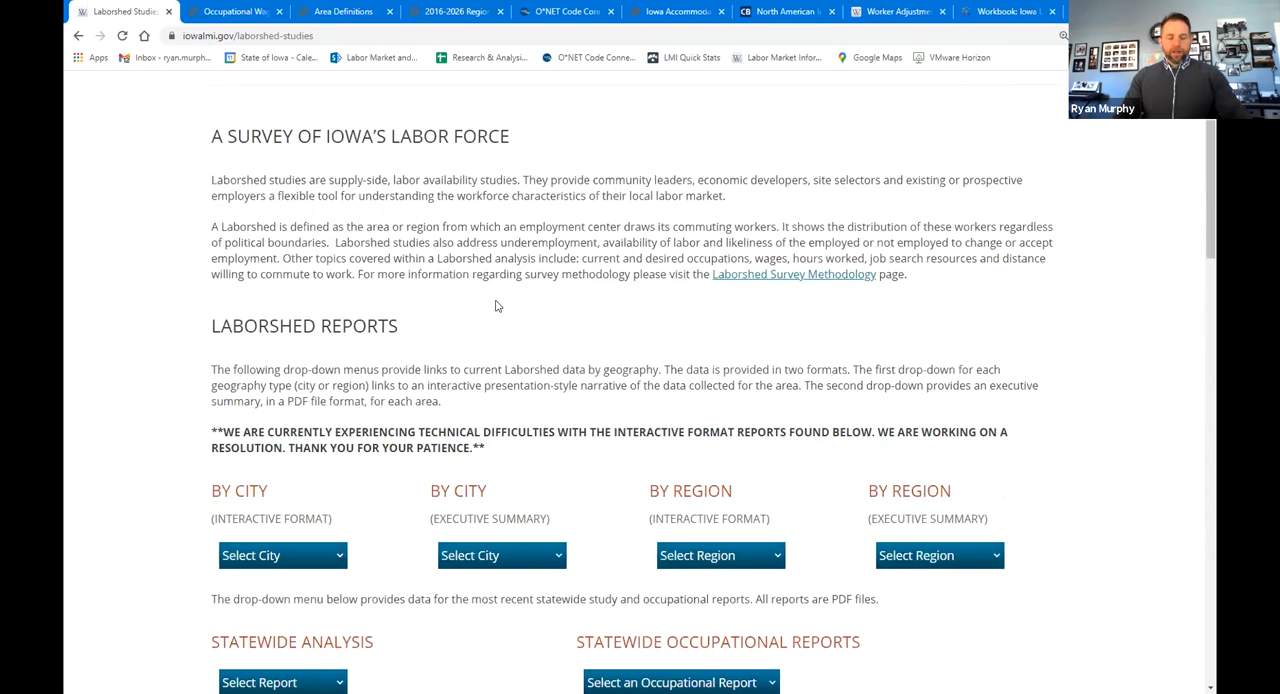 Laborshed Studie:
Occupational Wag
Area Definitions
2016-2026 Region
O*NET Code Conn
Iowa Accommoda
North American I
Worker Adjustmen
Workbook: Iowa L
iowalmi.gov/laborshed-studies
Apps
Inbox - ryan.murph...
State of Iowa - Cale...
Labor Market and...
Research & Analysi...
O*NET Code Conne...
LMI Quick Stats
Labor Market Infor...
Google Maps
VMware Horizon
Ryan Murphy
A SURVEY OF IOWA'S LABOR FORCE
Laborshed studies are supply-side, labor availability studies. They provide community leaders, economic developers, site selectors and existing or prospective
employers a flexible tool for understanding the workforce characteristics of their local labor market.
A Laborshed is defined as the area or region from which an employment center draws its commuting workers. It shows the distribution of these workers regardless
of political boundaries. Laborshed studies also address underemployment, availability of labor and likeliness of the employed or not employed to change or accept
employment. Other topics covered within a Laborshed analysis include: current and desired occupations, wages, hours worked, job search resources and distance
willing to commute to work. For more information regarding survey methodology please visit the Laborshed Survey Methodology page.
LABORSHED REPORTS
The following drop-down menus provide links to current Laborshed data by geography. The data is provided in two formats. The first drop-down for each
geography type (city or region) links to an interactive presentation-style narrative of the data collected for the area. The second drop-down provides an executive
summary, in a PDF file format, for each area.
**WE ARE CURRENTLY EXPERIENCING TECHNICAL DIFFICULTIES WITH THE INTERACTIVE FORMAT REPORTS FOUND BELOW. WE ARE WORKING ON A
RESOLUTION. THANK YOU FOR YOUR PATIENCE.**
BY CITY
(INTERACTIVE FORMAT)
Select City
BY CITY
(EXECUTIVE SUMMARY)
Select City
BY REGION
(INTERACTIVE FORMAT)
Select Region
BY REGION
(EXECUTIVE SUMMARY)
Select Region
The drop-down menu below provides data for the most recent statewide study and occupational reports. All reports are PDF files.
STATEWIDE ANALYSIS
Select Report
STATEWIDE OCCUPATIONAL REPORTS
Select an Occupational Report